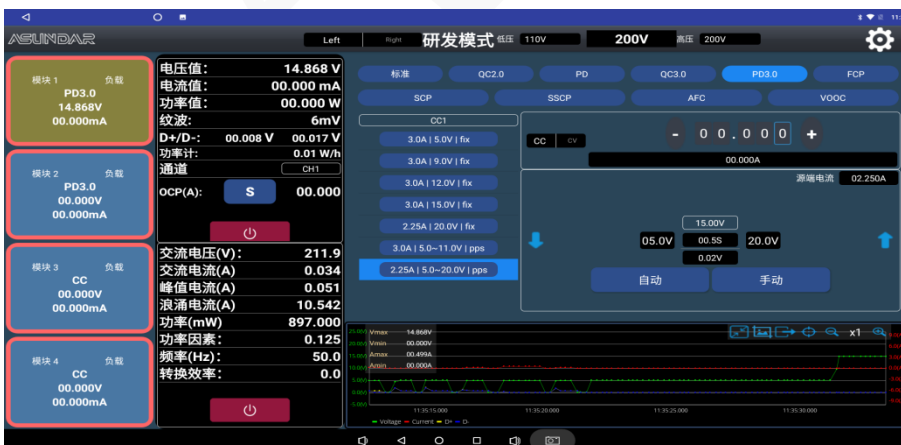 11:
ASUNDAR
Left
Right
研发模式
低压
110V
200V
高压
200V
模块 1
负载
PD3.0
14.868V
00.000mA
模块 2
负载
PD3.0
00.000V
00.000mA
模块 3
负载
CC
00.000V
00.000mA
模块 4
负载
CC
00.000V
00.000mA
电压值: 14.868 V
电流值: 00.000 mA
功率值: 00.000 W
纹波: 6mV
D+/D-: 00.008 V 00.017 V
功率计: 0.01 W/h
通道 CH1
OCP(A): S 00.000
交流电压(V): 211.9
交流电流(A) 0.034
峰值电流(A) 0.051
浪涌电流(A) 10.542
功率(mW) 897.000
功率因素: 0.125
频率(Hz): 50.0
转换效率: 0.0
标准 QC2.0 PD QC3.0 PD3.0 FCP
SCP SSCP AFC VOOC
CC1
3.0A | 5.0V | fix
3.0A | 9.0V | fix
3.0A | 12.0V | fix
3.0A | 15.0V | fix
2.25A | 20.0V | fix
3.0A | 5.0~11.0V | pps
2.25A | 5.0~20.0V | pps
CC CV
- 0 0 . 0 0 0 +
00.000A
源端电流 02.250A
15.00V
05.0V 00.5S 20.0V
0.02V
自动 手动
Vmax 14.868V
Vmin 00.000V
Amax 00.499A
Amin 00.000A
x1
11:35:15:000 11:35:20.000 11:35:25.000 11:35:30.000
Voltage Current D+ D-